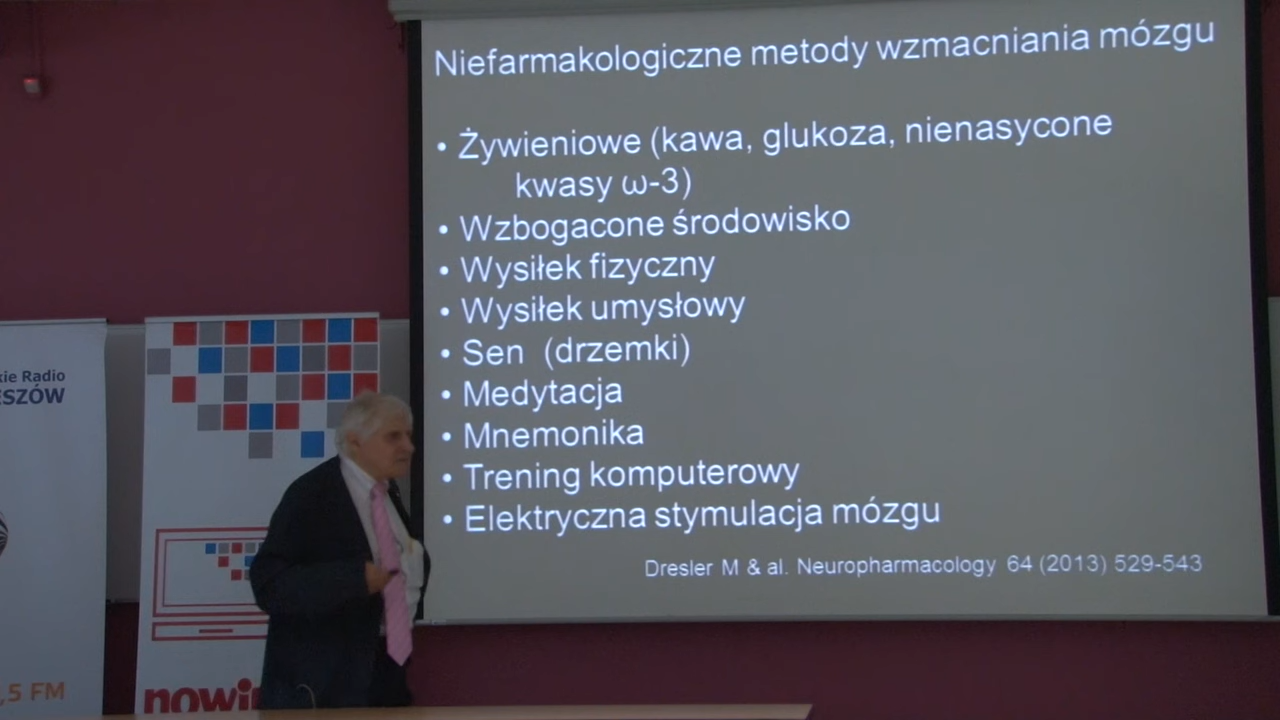 Niefarmakologiczne metody wzmacniania mózgu
• Żywieniowe (kawa, glukoza, nienasycone
kwasy ω-3)
• Wzbogacone środowisko
• Wysiłek fizyczny
• Wysiłek umysłowy
• Sen (drzemki)
• Medytacja
• Mnemonika
• Trening komputerowy
• Elektryczna stymulacja mózgu
Dresler M & al. Neuropharmacology 64 (2013) 529-543
kie Radio
ESZÓW
,5 FM
nowi